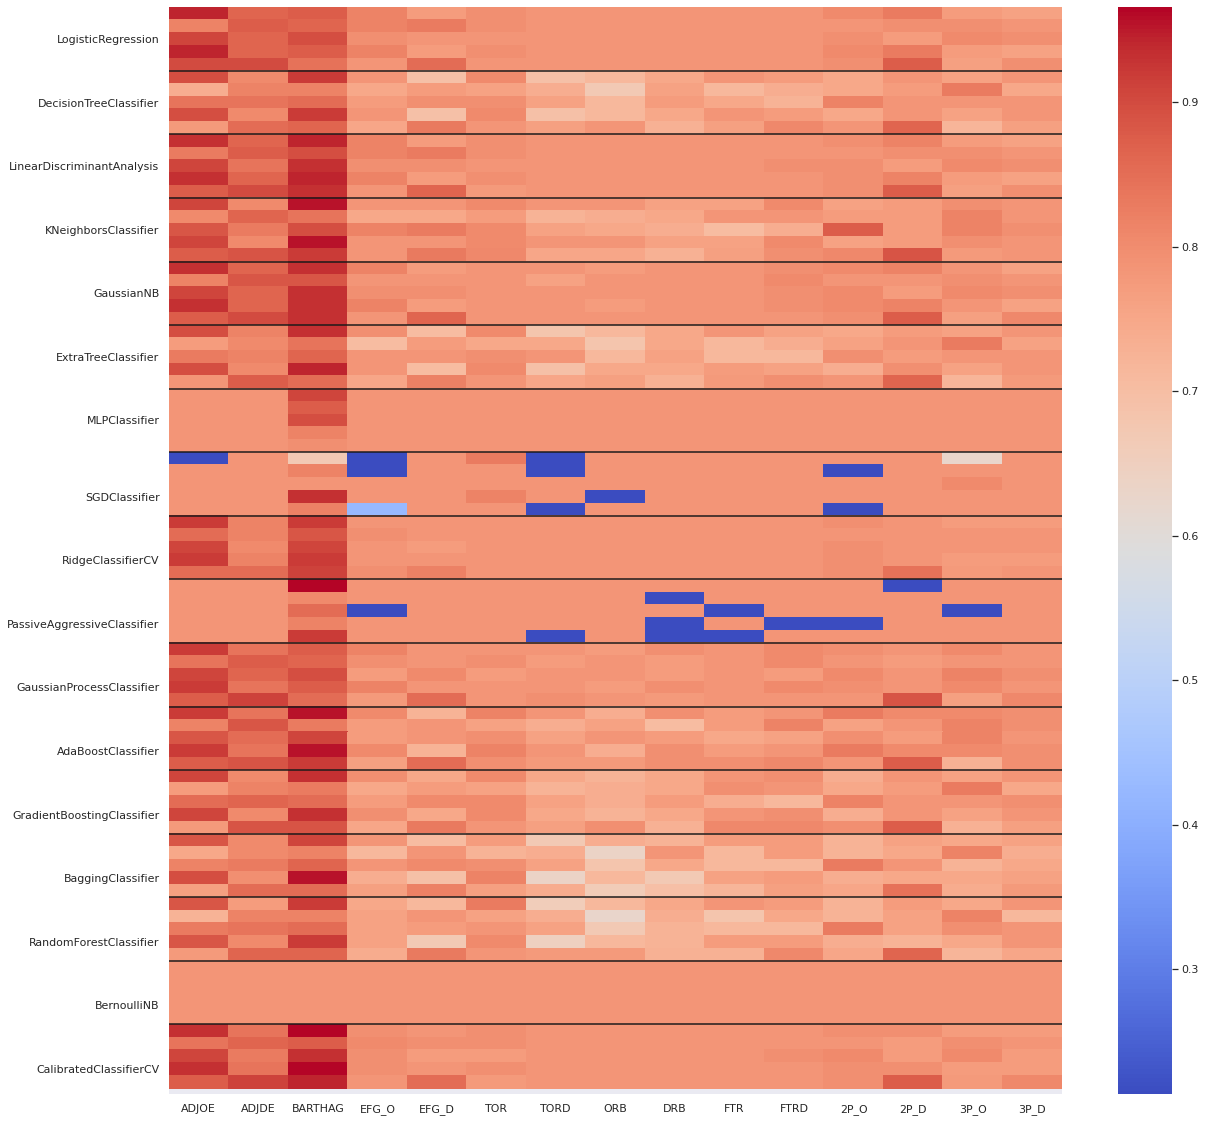 LogisticRegression
DecisionTreeClassifier
LinearDiscriminantAnalysis
KNeighborsClassifier
GaussianNB
ExtraTreeClassifier
MLPClassifier
SGDClassifier
RidgeClassifierCV
PassiveAggressiveClassifier
GaussianProcessClassifier
AdaBoostClassifier
GradientBoostingClassifier
BaggingClassifier
RandomForestClassifier
BernoulliNB
CalibratedClassifierCV
ADJOE ADJDE BARTHAG EFG_O EFG_D TOR TORD ORB DRB FTR FTRD 2P_O 2P_D 3P_O 3P_D
0.9
0.8
0.7
0.6
0.5
0.4
0.3